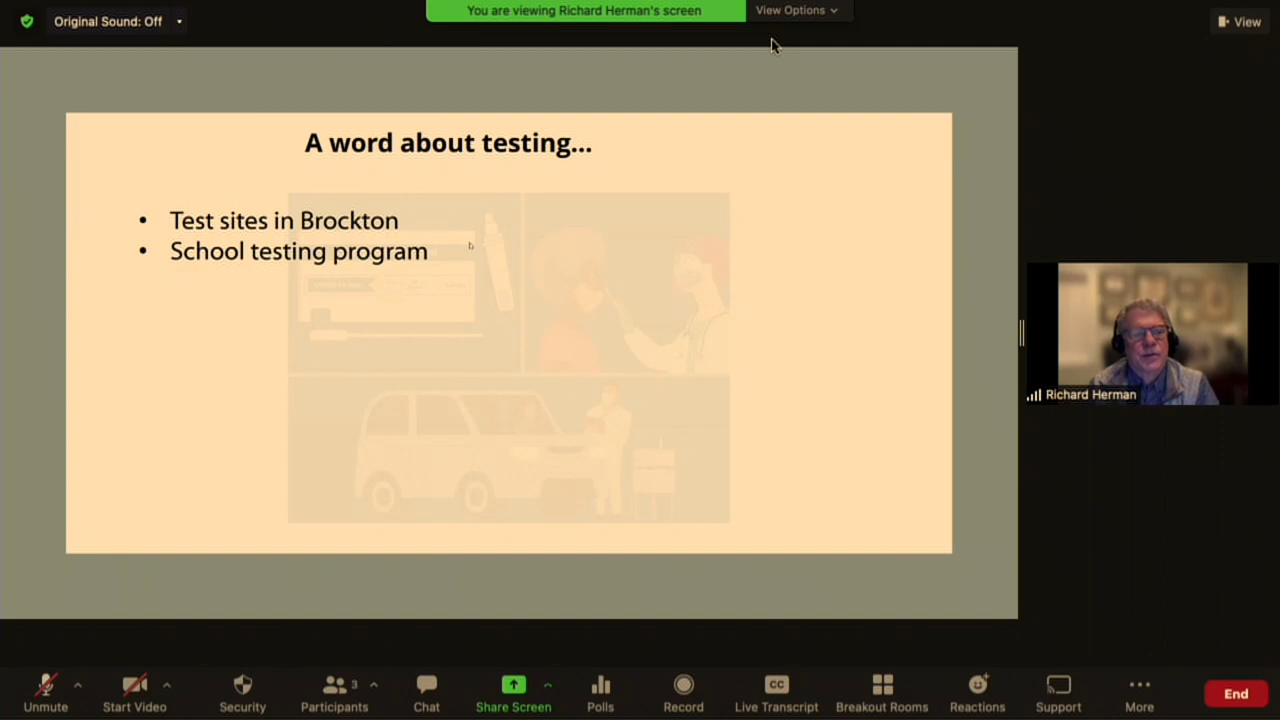 Original Sound: Off
You are viewing Richard Herman's screen
View Options
View
A word about testing...
• Test sites in Brockton
• School testing program
Richard Herman
Unmute
Start Video
Security
Participants
3
Chat
Share Screen
Polls
Record
CC
Live Transcript
Breakout Rooms
Reactions
Support
More
End